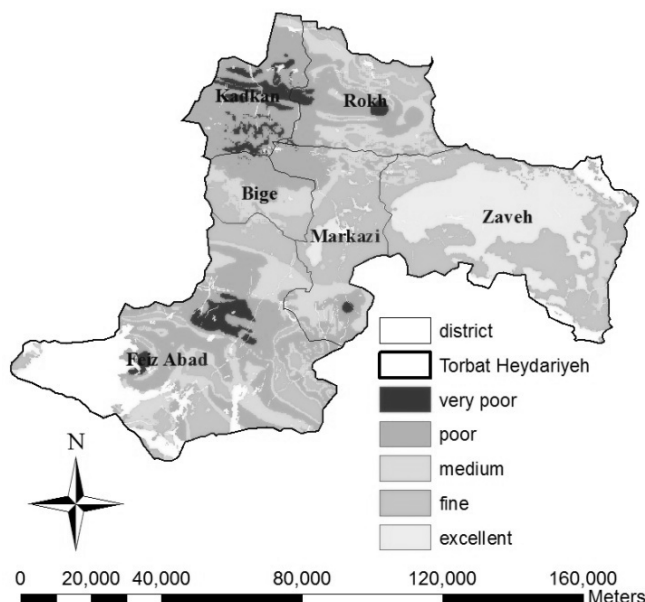 Kadkan
Rokh
Bige
Zaveh
Markazi
Feiz Abad
district
Torbat Heydariyeh
very poor
poor
medium
fine
excellent
N
0 20,000 40,000 80,000 120,000 160,000
Meters